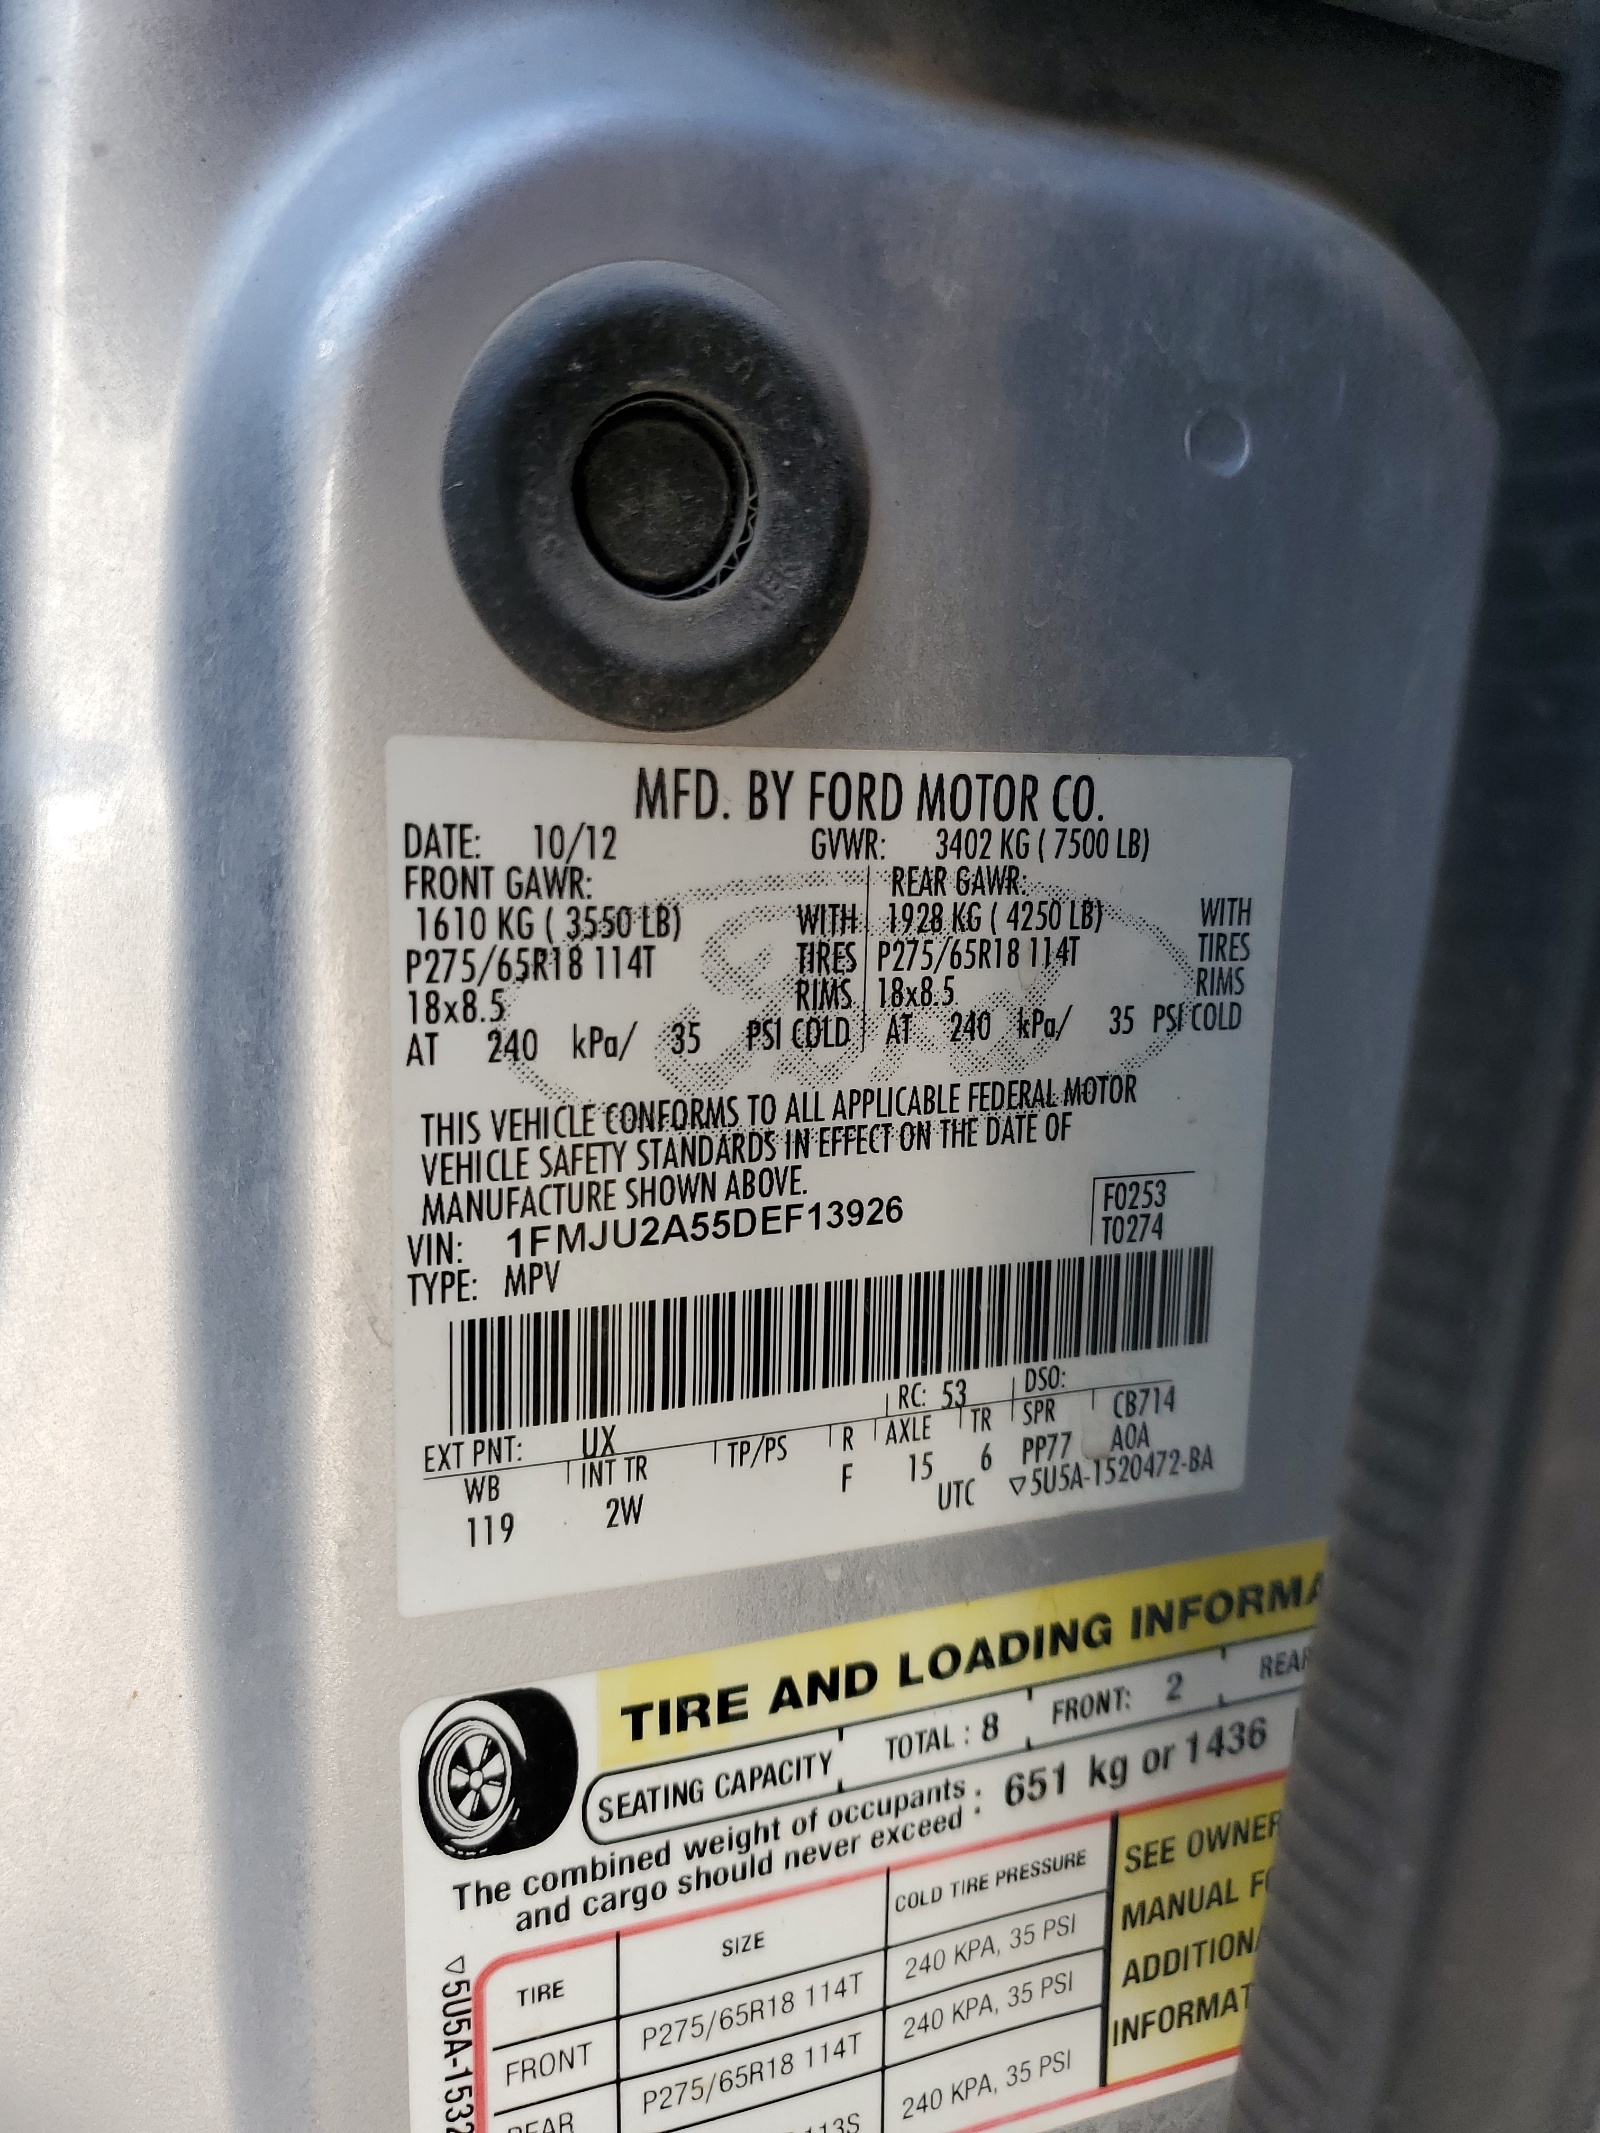 MFD. BY FORD MOTOR CO.
DATE: 10/12 GVWR: 3402 KG ( 7500 LB)
FRONT GAWR: REAR GAWR:
1610 KG ( 3550 LB) WITH 1928 KG ( 4250 LB) WITH
P275/65R18 114T TIRES P275/65R18 114T TIRES
18x8.5 RIMS 18x8.5 RIMS
AT 240 kPa/ 35 PSI COLD AT 240 kPa/ 35 PSI COLD
THIS VEHICLE CONFORMS TO ALL APPLICABLE FEDERAL MOTOR
VEHICLE SAFETY STANDARDS IN EFFECT ON THE DATE OF
MANUFACTURE SHOWN ABOVE.
VIN: 1FMJU2A55DEF13926 F0253
TYPE: MPV T0274
EXT PNT: UX RC: 53 DSO:
WB INT TR TP/PS R AXLE TR SPR CB714
119 2W F 15 6 PP77 A0A
UTC ▽5U5A-1520472-BA
TIRE AND LOADING INFORMA
SEATING CAPACITY TOTAL : 8 FRONT: 2 REAR
The combined weight of occupants
and cargo should never exceed : 651 kg or 1436
TIRE SIZE COLD TIRE PRESSURE SEE OWNER
FRONT P275/65R18 114T 240 KPA, 35 PSI MANUAL FO
REAR P275/65R18 114T 240 KPA, 35 PSI ADDITIONA
113S 240 KPA, 35 PSI INFORMAT
▽5U5A-1532